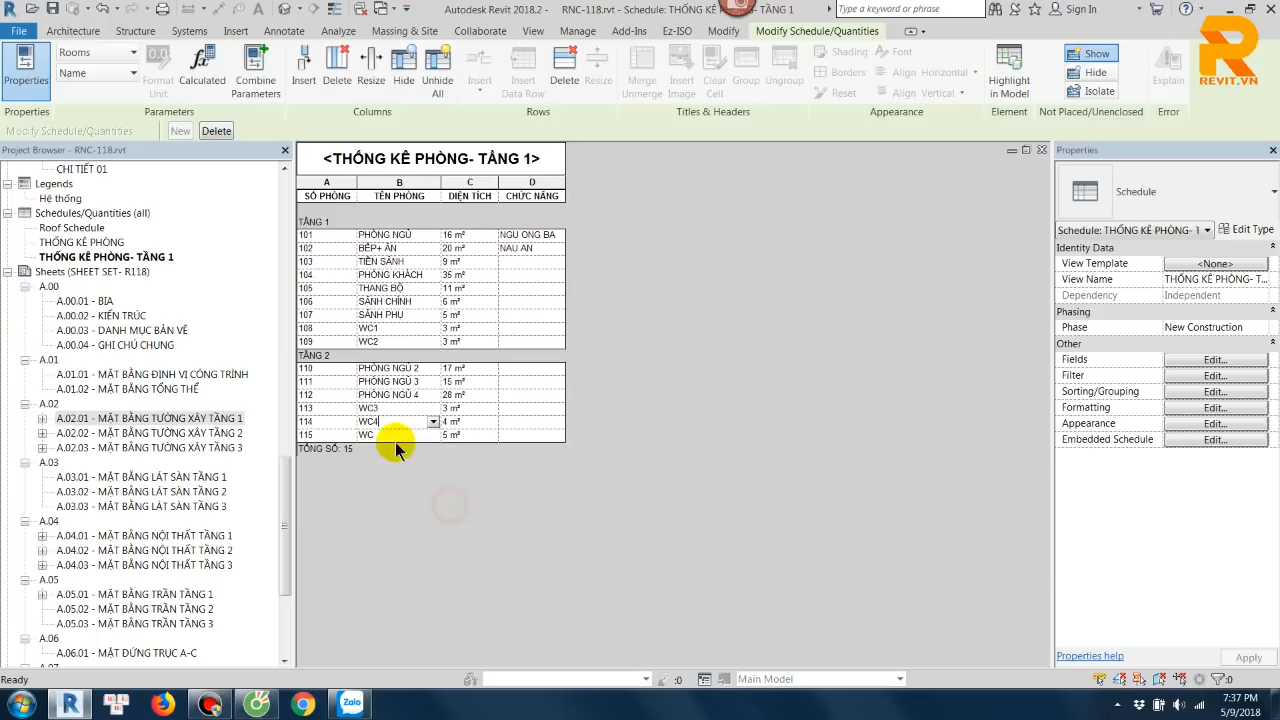 Autodesk Revit 2018.2 - RNC-118.rvt - Schedule: THỐNG KÊ PHÒNG- TẦNG 1
Type a keyword or phrase
Sign In
File Architecture Structure Systems Insert Annotate Analyze Massing & Site Collaborate View Manage Add-Ins Ez-ISO Modify Modify Schedule/Quantities
Properties
Rooms
Name
Format Unit
Calculated
Combine Parameters
Insert
Delete
Resize
Hide
Unhide All
Insert
Insert Data Row
Delete
Resize
Merge Unmerge
Insert Image
Clear Cell
Group
Ungroup
Shading
Borders
Reset
Font
Align Horizontal
Align Vertical
Highlight in Model
Show
Hide
Isolate
Explain
REVIT.VN
Properties Parameters Columns Rows Titles & Headers Appearance Element Not Placed/Unenclosed Error
Modify Schedule/Quantities New Delete
Project Browser - RNC-118.rvt
CHI TIẾT 01
Legends
Hê thống
Schedules/Quantities (all)
Roof Schedule
THỐNG KÊ PHÒNG
THỐNG KÊ PHÒNG- TẦNG 1
Sheets (SHEET SET- R118)
A.00
A.00.01 - BIA
A.00.02 - KIẾN TRÚC
A.00.03 - DANH MỤC BẢN VẼ
A.00.04 - GHI CHÚ CHUNG
A.01
A.01.01 - MẶT BẰNG ĐỊNH VỊ CÔNG TRÌNH
A.01.02 - MẶT BẰNG TỔNG THỂ
A.02
A.02.01 - MẶT BẰNG TƯỜNG XÂY TẦNG 1
A.02.02 - MẶT BẰNG TƯỜNG XÂY TẦNG 2
A.02.03 - MẶT BẰNG TƯỜNG XÂY TẦNG 3
A.03
A.03.01 - MẶT BẰNG LÁT SÀN TẦNG 1
A.03.02 - MẶT BẰNG LÁT SÀN TẦNG 2
A.03.03 - MẶT BẰNG LÁT SÀN TẦNG 3
A.04
A.04.01 - MẶT BẰNG NỘI THẤT TẦNG 1
A.04.02 - MẶT BẰNG NỘI THẤT TẦNG 2
A.04.03 - MẶT BẰNG NỘI THẤT TẦNG 3
A.05
A.05.01 - MẶT BẰNG TRẦN TẦNG 1
A.05.02 - MẶT BẰNG TRẦN TẦNG 2
A.05.03 - MẶT BẰNG TRẦN TẦNG 3
A.06
A.06.01 - MẶT ĐỨNG TRỤC A-C
<THỐNG KÊ PHÒNG- TẦNG 1>
A B C D
SỐ PHÒNG TÊN PHÒNG DIỆN TÍCH CHỨC NĂNG
TẦNG 1
101 PHÒNG NGỦ 16 m² NGU ONG BA
102 BẾP+ ĂN 20 m² NAU AN
103 TIỀN SẢNH 9 m²
104 PHÒNG KHÁCH 35 m²
105 THANG BỘ 11 m²
106 SẢNH CHÍNH 6 m²
107 SẢNH PHỤ 5 m²
108 WC1 3 m²
109 WC2 3 m²
TẦNG 2
110 PHÒNG NGỦ 2 17 m²
111 PHÒNG NGỦ 3 15 m²
112 PHÒNG NGỦ 4 28 m²
113 WC3 3 m²
114 WC4 4 m²
115 WC 5 m²
TỔNG SỐ: 15
Properties
Schedule
Schedule: THỐNG KÊ PHÒNG- 1 Edit Type
Identity Data
View Template <None>
View Name THỐNG KÊ PHÒNG- T...
Dependency Independent
Phasing
Phase New Construction
Other
Fields Edit...
Filter Edit...
Sorting/Grouping Edit...
Formatting Edit...
Appearance Edit...
Embedded Schedule Edit...
Properties help Apply
Ready
:0
Main Model
:0
Zalo
7:37 PM
5/9/2018